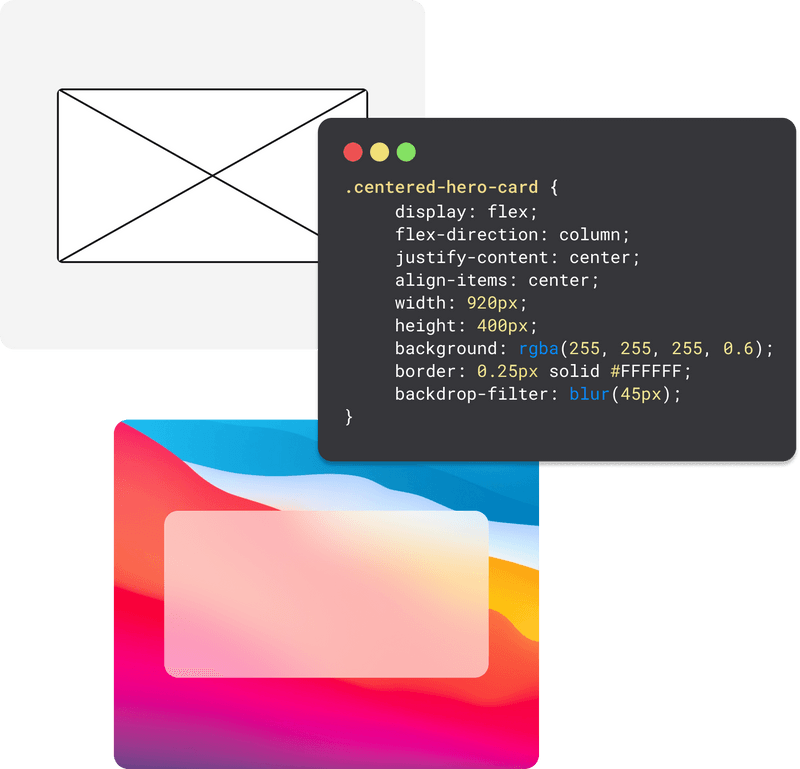 .centered-hero-card {
display: flex;
flex-direction: column;
justify-content: center;
align-items: center;
width: 920px;
height: 400px;
background: rgba(255, 255, 255, 0.6);
border: 0.25px solid #FFFFFF;
backdrop-filter: blur(45px);
}